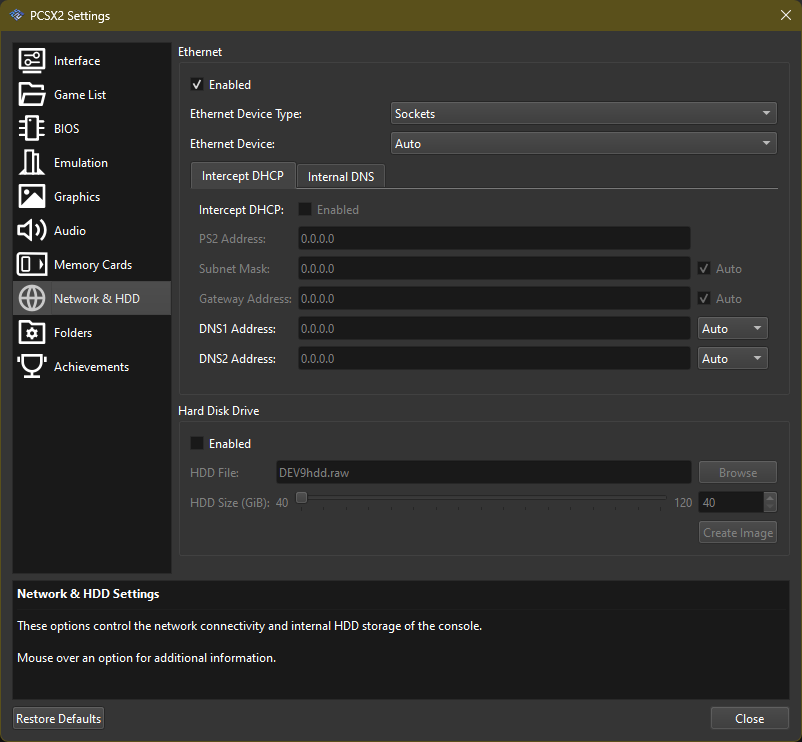 PCSX2 Settings
Interface
Game List
BIOS
Emulation
Graphics
Audio
Memory Cards
Network & HDD
Folders
Achievements
Ethernet
Enabled
Ethernet Device Type: Sockets
Ethernet Device: Auto
Intercept DHCP Internal DNS
Intercept DHCP: Enabled
PS2 Address: 0.0.0.0
Subnet Mask: 0.0.0.0 Auto
Gateway Address: 0.0.0.0 Auto
DNS1 Address: 0.0.0.0 Auto
DNS2 Address: 0.0.0.0 Auto
Hard Disk Drive
Enabled
HDD File: DEV9hdd.raw Browse
HDD Size (GiB): 40 120 40
Create Image
Network & HDD Settings
These options control the network connectivity and internal HDD storage of the console.
Mouse over an option for additional information.
Restore Defaults Close